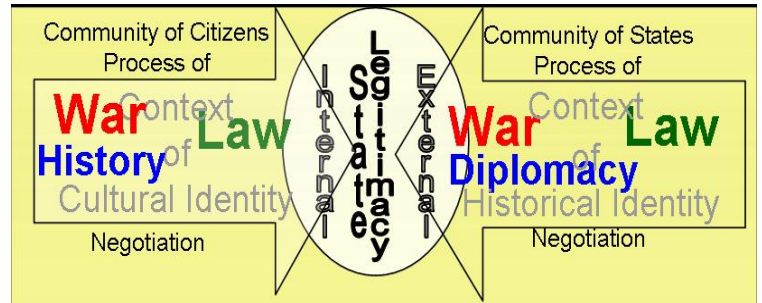 Community of Citizens
Process of
War
Context
Law
History
of
Cultural Identity
Negotiation
Internal
State
Legitimacy
External
Community of States
Process of
War
Context
Law
Diplomacy
of
Historical Identity
Negotiation